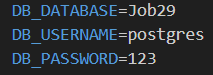 DB_DATABASE=Job29
DB_USERNAME=postgres
DB_PASSWORD=123